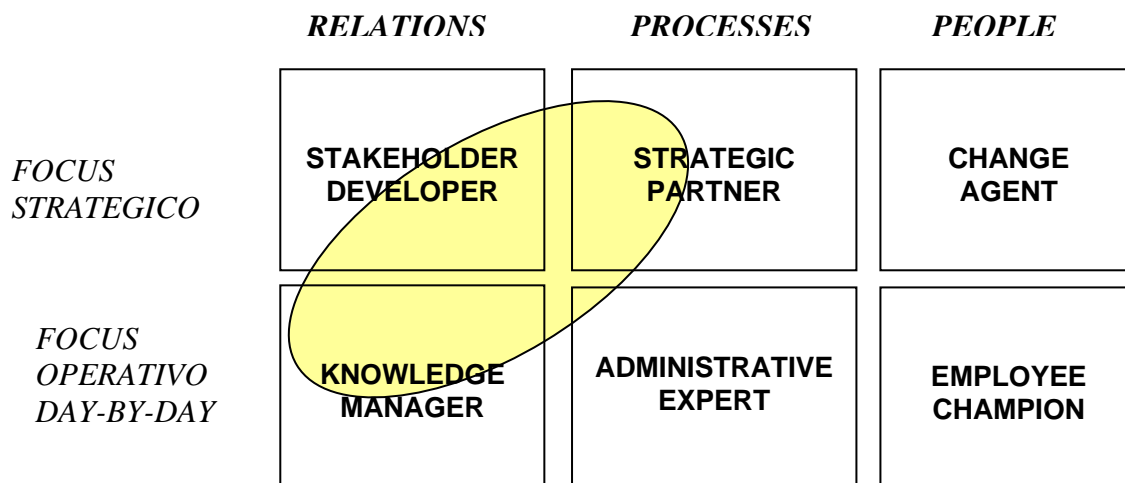 RELATIONS PROCESSES PEOPLE
FOCUS
STRATEGICO
STAKEHOLDER
DEVELOPER
STRATEGIC
PARTNER
CHANGE
AGENT
FOCUS
OPERATIVO
DAY-BY-DAY
KNOWLEDGE
MANAGER
ADMINISTRATIVE
EXPERT
EMPLOYEE
CHAMPION